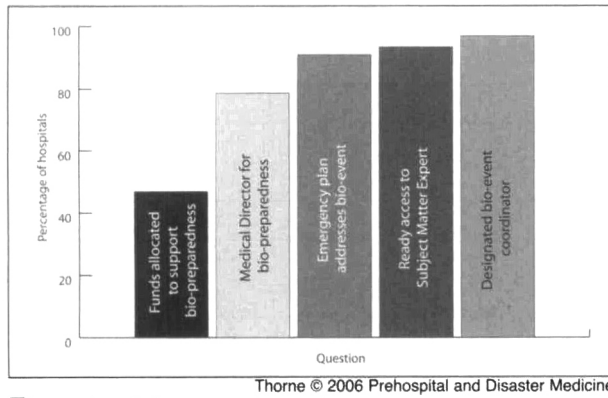 100
80
60
40
20
0
Percentage of hospitals
Funds allocated
to support
bio-preparedness
Medical Director for
bio-preparedness
Emergency plan
addresses bio-event
Ready access to
Subject Matter Expert
Designated bio-event
coordinator
Question
Thorne © 2006 Prehospital and Disaster Medicine